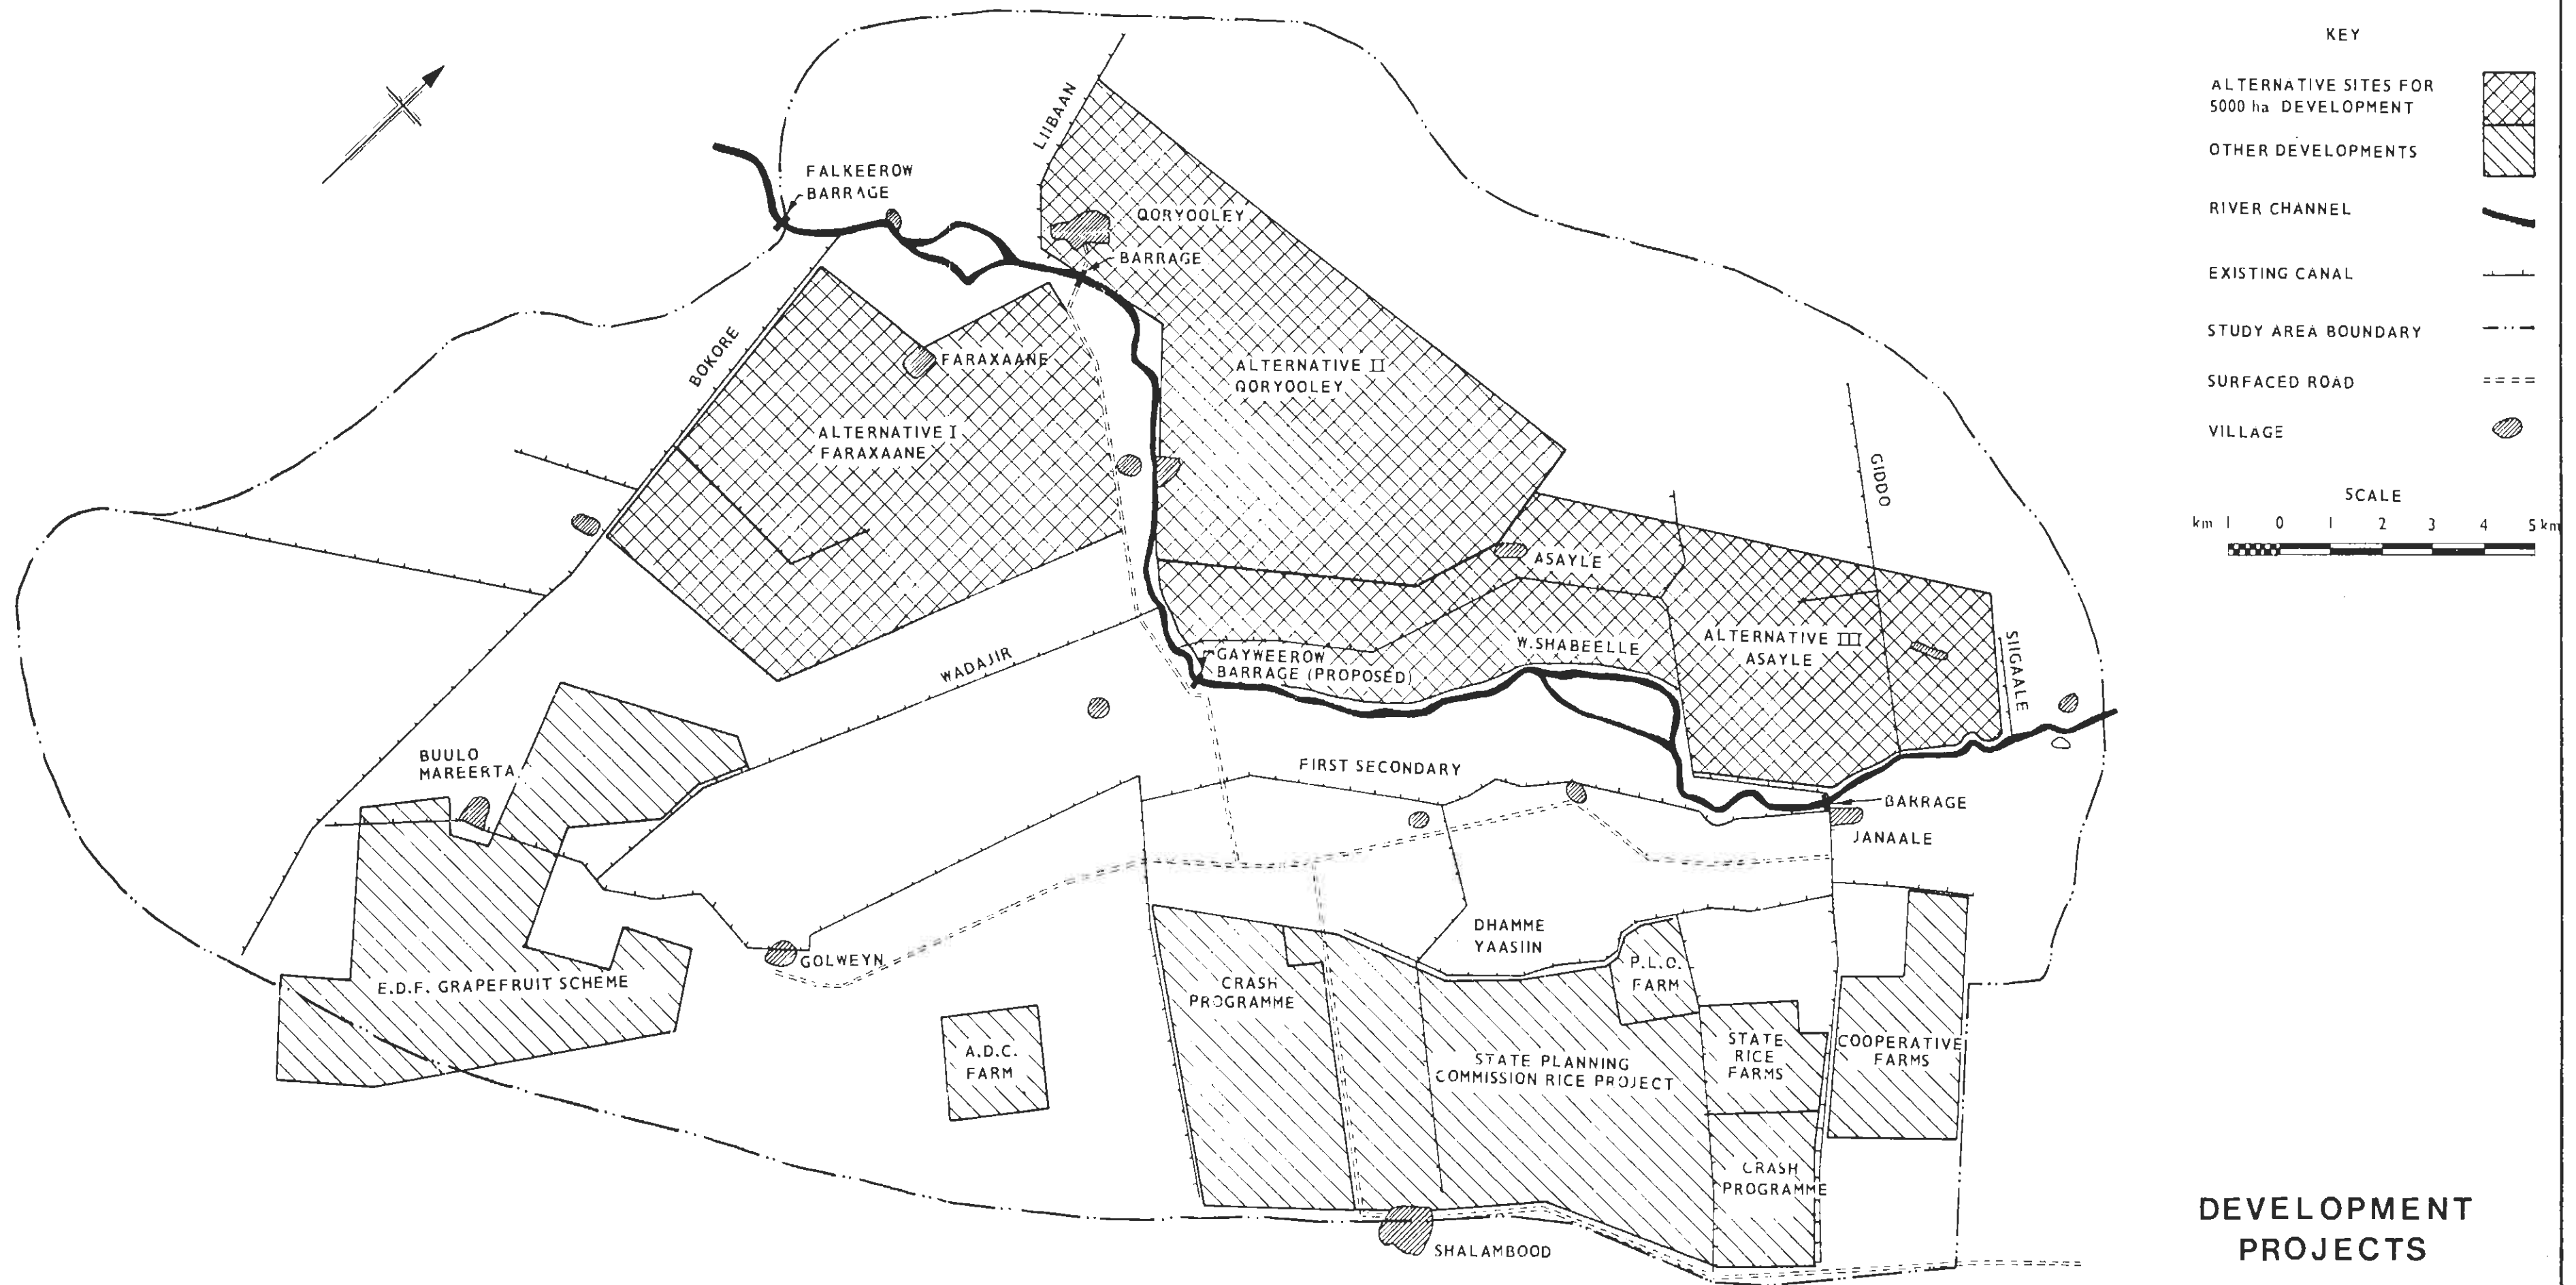 KEY
ALTERNATIVE SITES FOR
5000 ha DEVELOPMENT
OTHER DEVELOPMENTS
RIVER CHANNEL
EXISTING CANAL
STUDY AREA BOUNDARY
SURFACED ROAD
VILLAGE
SCALE
km 1 0 1 2 3 4 5 km
LIIBAAN
FALKEEROW
BARRAGE
QORYOOLEY
BARRAGE
BOKORE
FARAXAANE
ALTERNATIVE II
QORYOOLEY
ALTERNATIVE I
FARAXAANE
GIDDO
ASAYLE
WADAJIR
GAYWEEROW
BARRAGE (PROPOSED)
W. SHABEELLE
ALTERNATIVE III
ASAYLE
SIIGAALE
BUULO
MAREERTA
FIRST SECONDARY
BARRAGE
JANAALE
DHAMME
YAASIIN
GOLWEYN
E.D.F. GRAPEFRUIT SCHEME
CRASH
PROGRAMME
P.L.O.
FARM
A.D.C.
FARM
STATE PLANNING
COMMISSION RICE PROJECT
STATE
RICE
FARMS
COOPERATIVE
FARMS
CRASH
PROGRAMME
SHALAMBOOD
DEVELOPMENT
PROJECTS